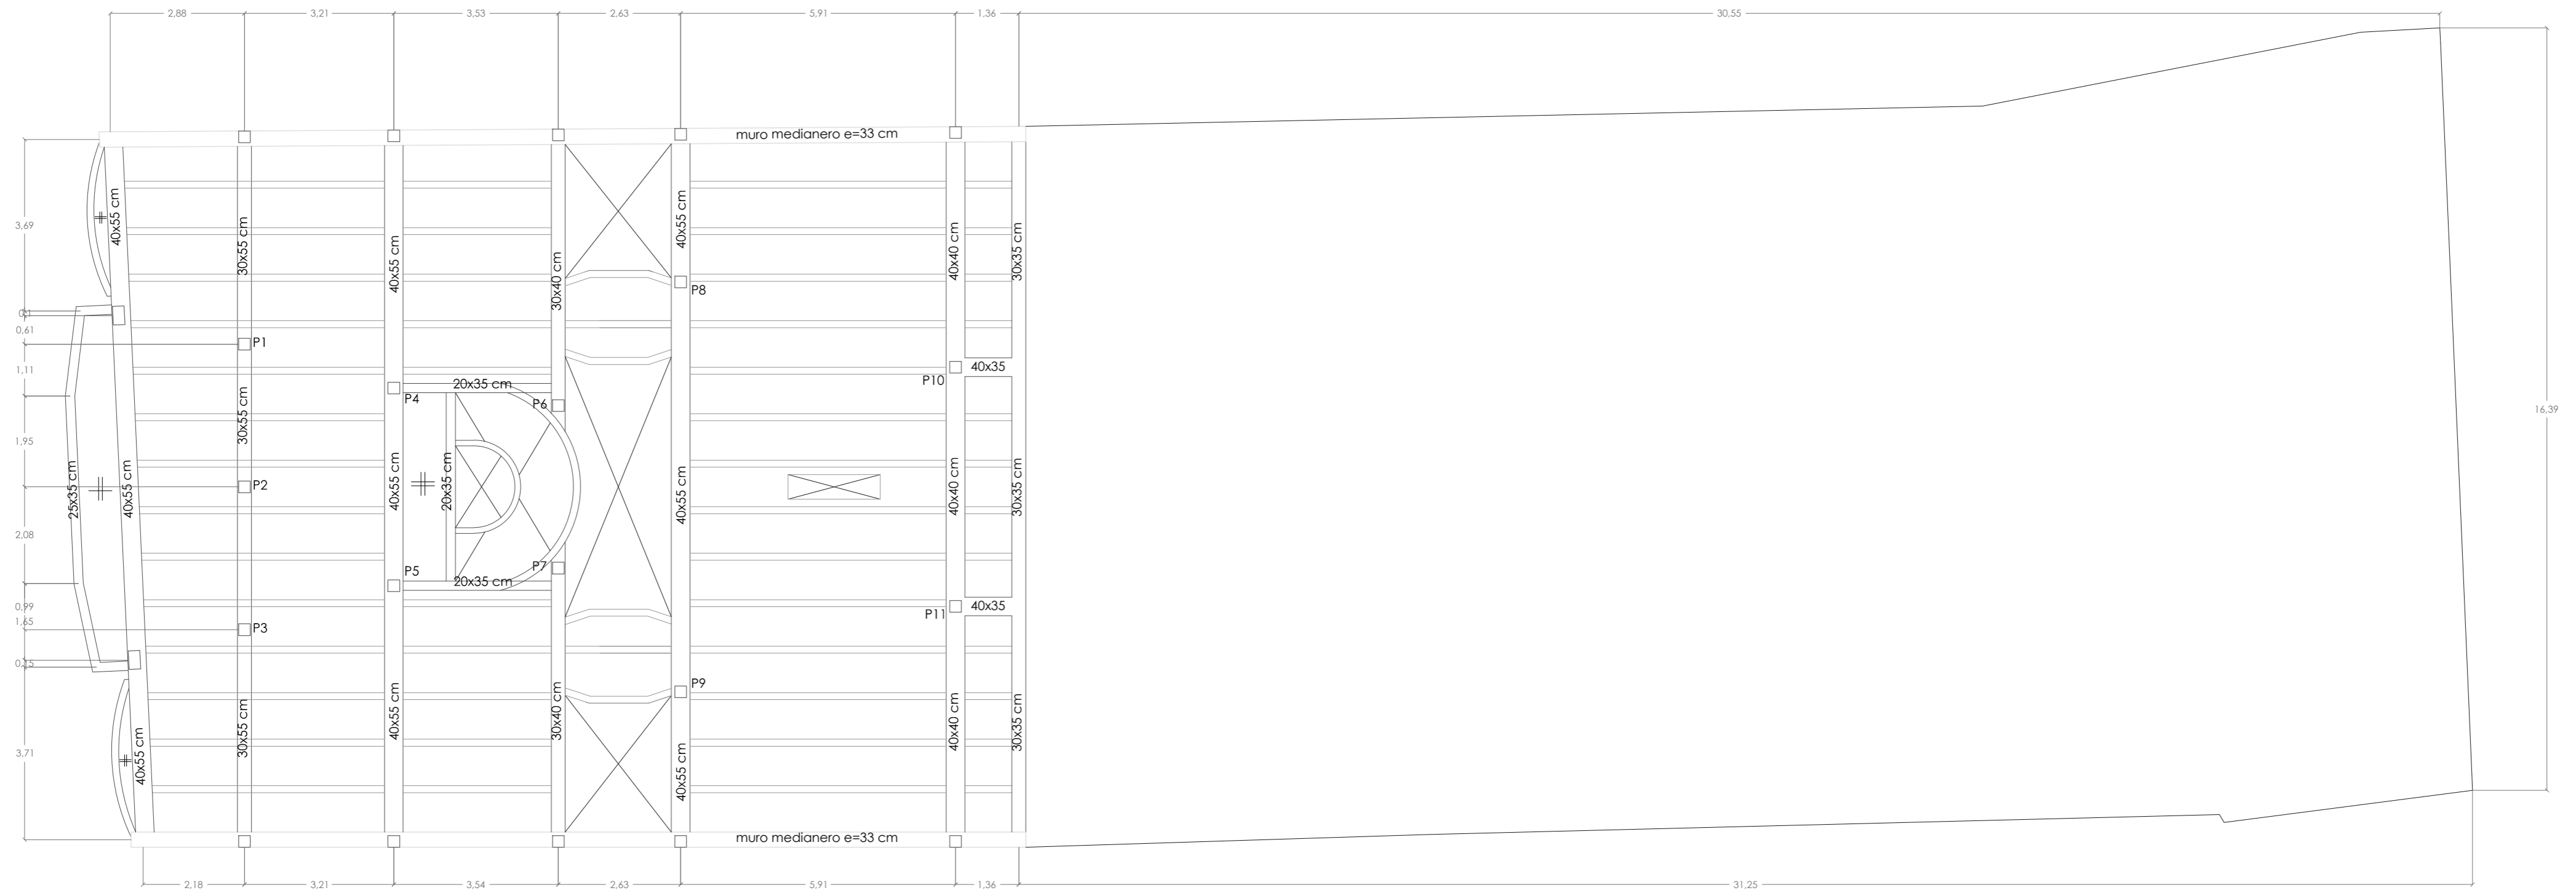 2,88
3,21
3,53
2,63
5,91
1,36
30,55
muro medianero e=33 cm
3,69
0,61
1,11
1,95
2,08
0,99
1,65
0,15
3,71
16,39
40x55 cm
30x55 cm
40x55 cm
30x40 cm
40x55 cm
40x40 cm
30x35 cm
P8
P1
40x35
P10
20x35 cm
P4
P6
30x55 cm
25x35 cm
40x55 cm
40x55 cm
20x35 cm
40x55 cm
40x40 cm
30x35 cm
P2
P7
P5
20x35 cm
40x35
P11
P3
P9
40x55 cm
30x55 cm
40x55 cm
30x40 cm
40x55 cm
40x40 cm
30x35 cm
muro medianero e=33 cm
2,18
3,21
3,54
2,63
5,91
1,36
31,25